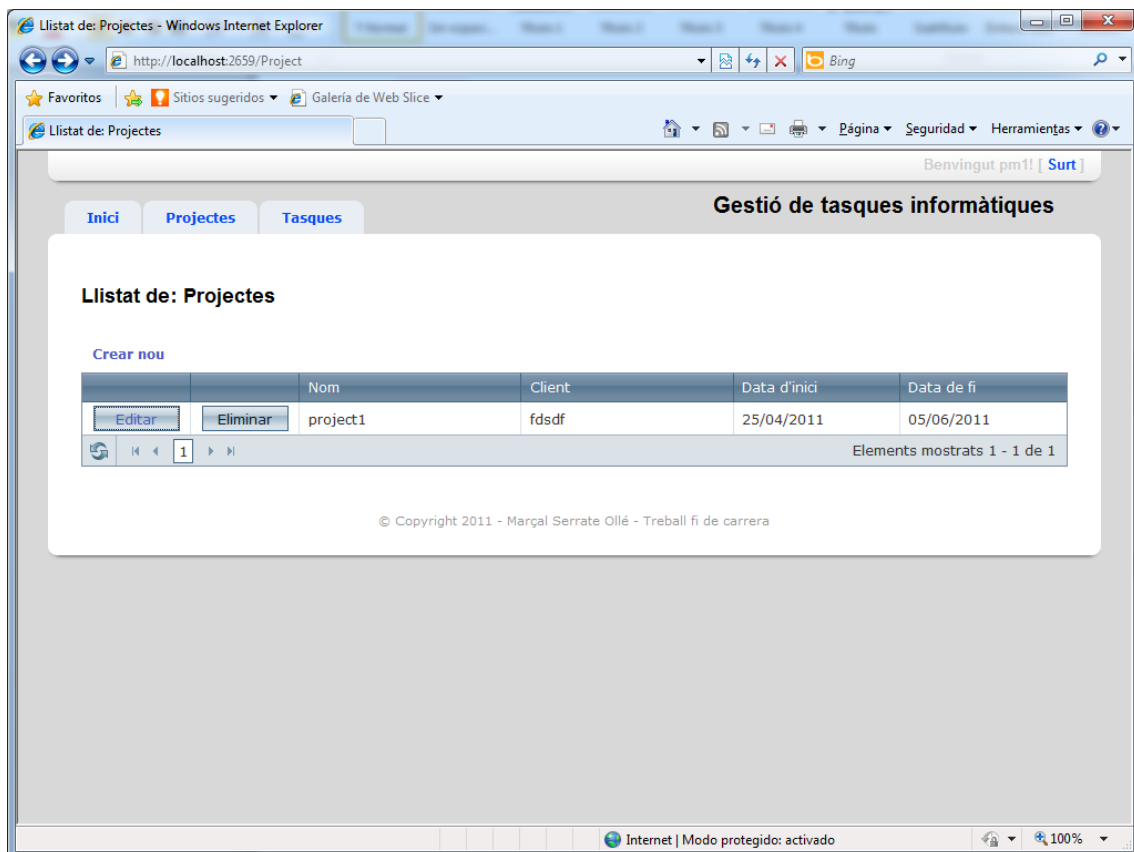 Llistat de: Projectes - Windows Internet Explorer
http://localhost:2659/Project
Bing
Favoritos Sitios sugeridos Galería de Web Slice
Llistat de: Projectes
Página Seguridad Herramientas
Benvingut pm1! [ Surt ]
Inici Projectes Tasques
Gestió de tasques informàtiques
Llistat de: Projectes
Crear nou
Nom Client Data d'inici Data de fi
Editar Eliminar project1 fdsdf 25/04/2011 05/06/2011
1 Elements mostrats 1 - 1 de 1
© Copyright 2011 - Marçal Serrate Ollé - Treball fi de carrera
Internet | Modo protegido: activado 100%